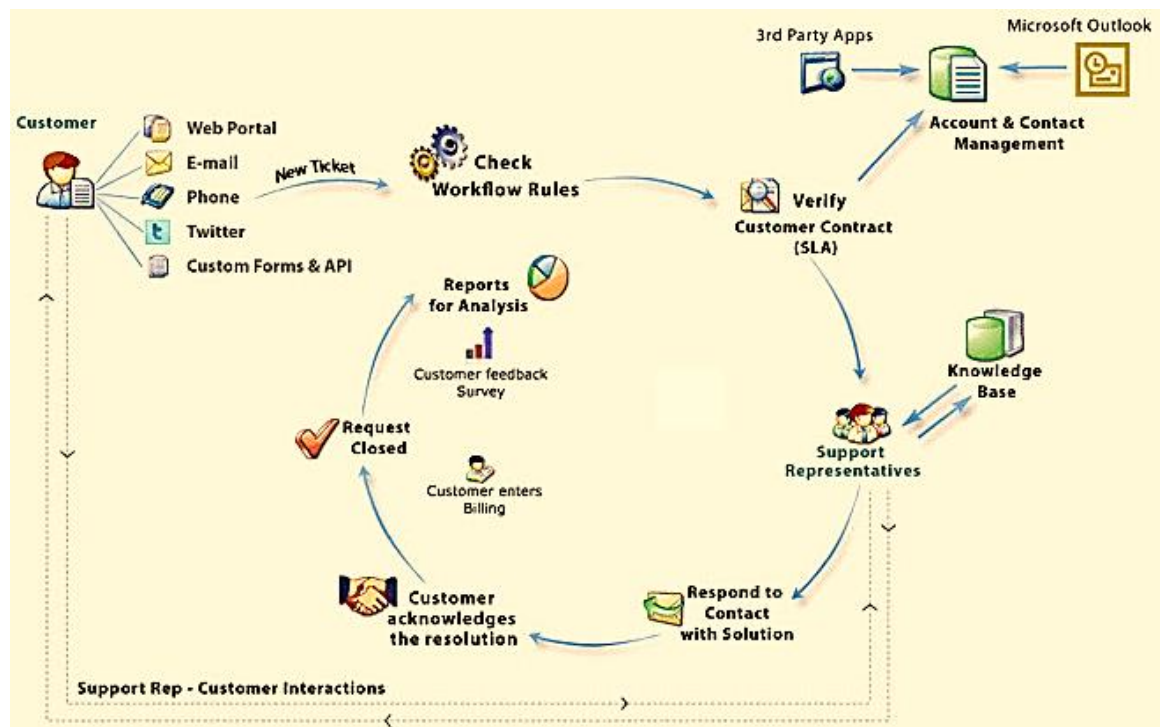 3rd Party Apps
Microsoft Outlook
Account & Contact
Management
Customer
Web Portal
E-mail
Phone
Twitter
Custom Forms & API
New Ticket
Check
Workflow Rules
Verify
Customer Contract
(SLA)
Reports
for Analysis
Customer feedback
Survey
Knowledge
Base
Request
Closed
Support
Representatives
Customer enters
Billing
Customer
acknowledges
the resolution
Respond to
Contact
with Solution
Support Rep - Customer Interactions